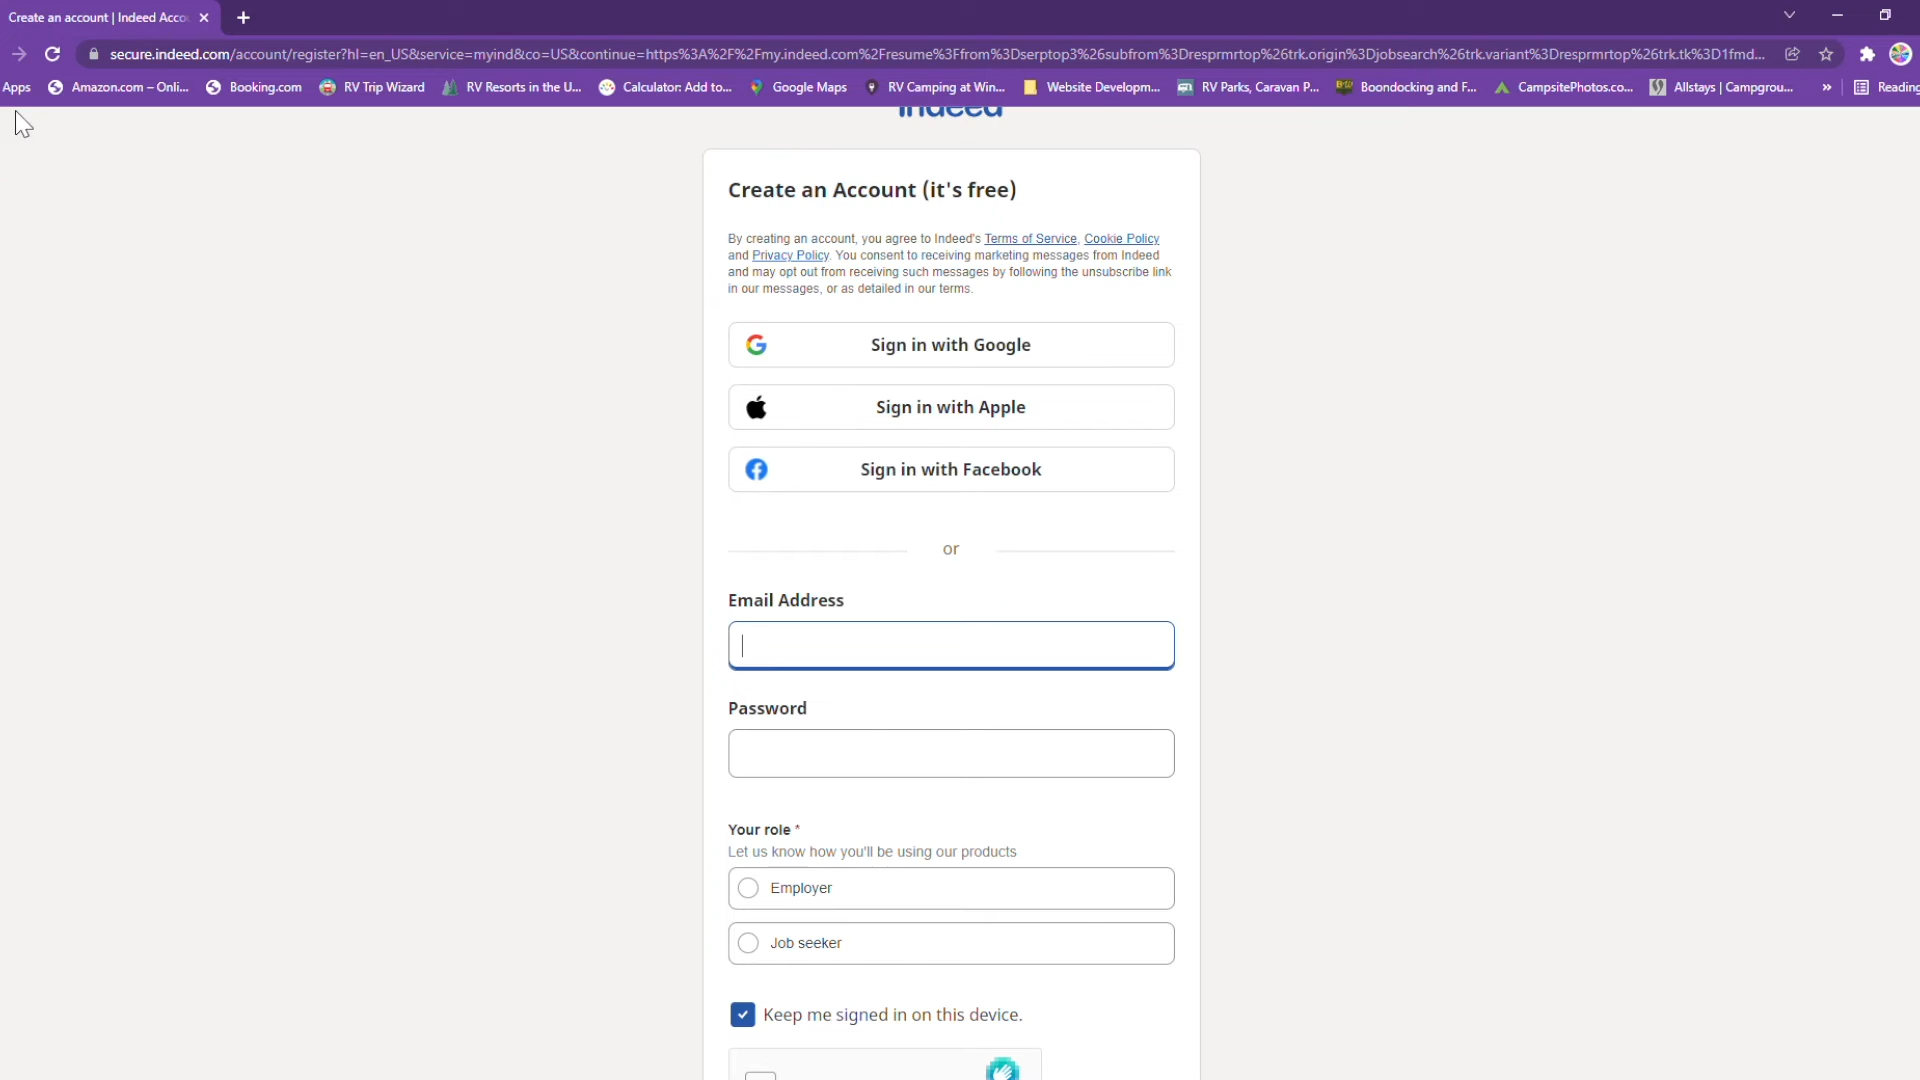 Create an account | Indeed Acco
secure.indeed.com/account/register?hl=en_US&service=myind&co=US&continue=https%3A%2F%2Fmy.indeed.com%2Fresume%3Ffrom%3Dserptop3%26subfrom%3Dresprmrtop%26trk.origin%3Djobsearch%26trk.variant%3Dresprmrtop%26trk.tk%3D1fmd...
Apps Amazon.com – Onli... Booking.com RV Trip Wizard RV Resorts in the U... Calculator: Add to... Google Maps RV Camping at Win... Website Developm... RV Parks, Caravan P... Boondocking and F... CampsitePhotos.co... Allstays | Campgrou... » Reading
indeed
Create an Account (it's free)
By creating an account, you agree to Indeed's Terms of Service, Cookie Policy
and Privacy Policy. You consent to receiving marketing messages from Indeed
and may opt out from receiving such messages by following the unsubscribe link
in our messages, or as detailed in our terms.
Sign in with Google
Sign in with Apple
Sign in with Facebook
or
Email Address
Password
Your role *
Let us know how you'll be using our products
Employer
Job seeker
Keep me signed in on this device.